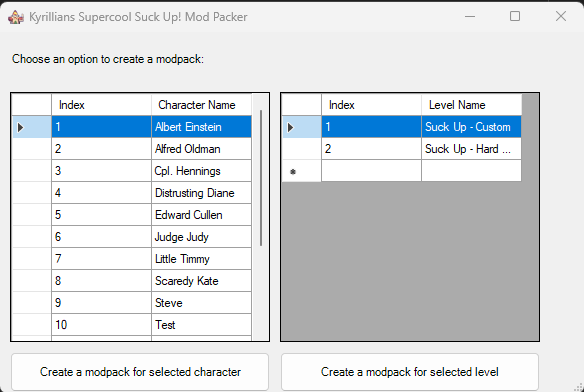 Kyrillians Supercool Suck Up! Mod Packer
Choose an option to create a modpack:
Index Character Name
1 Albert Einstein
2 Alfred Oldman
3 Cpl. Hennings
4 Distrusting Diane
5 Edward Cullen
6 Judge Judy
7 Little Timmy
8 Scaredy Kate
9 Steve
10 Test
Index Level Name
1 Suck Up - Custom
2 Suck Up - Hard ...
Create a modpack for selected character
Create a modpack for selected level